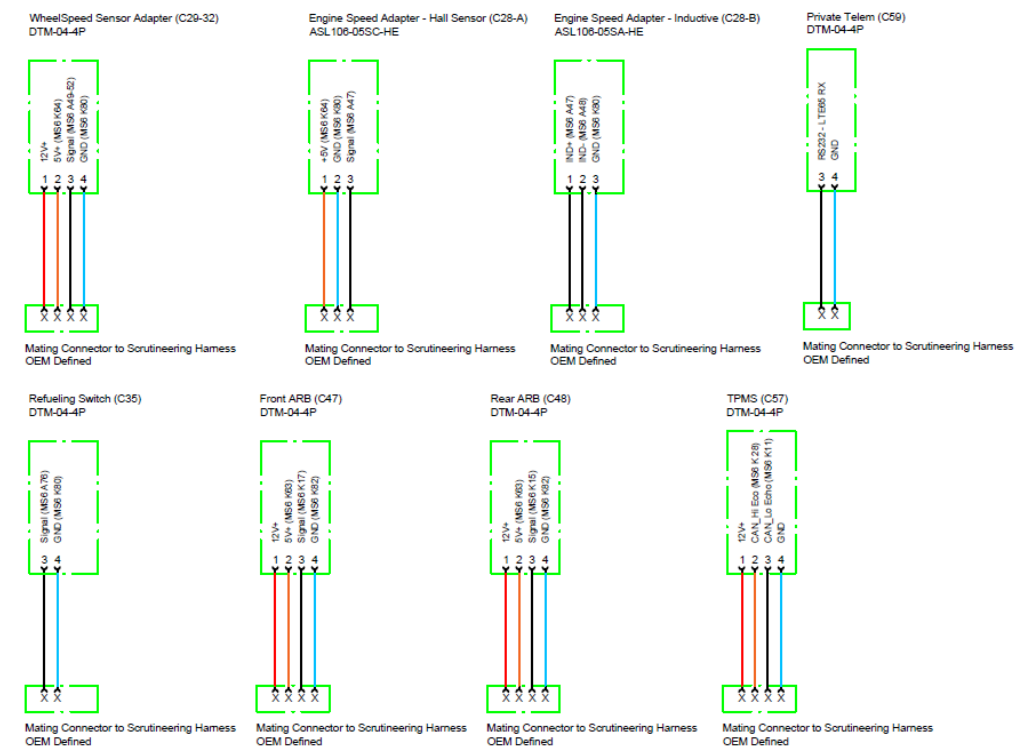 WheelSpeed Sensor Adapter (C29-32)
DTM-04-4P
12V+
5V+ (MS6 K64)
Signal (MS6 A49-52)
GND (MS6 K80)
1 2 3 4
X X X X
Mating Connector to Scrutineering Harness
OEM Defined
Engine Speed Adapter - Hall Sensor (C28-A)
ASL106-05SC-HE
+5V (MS6 K64)
GND (MS6 K80)
Signal (MS6 A47)
1 2 3
X X X
Mating Connector to Scrutineering Harness
OEM Defined
Engine Speed Adapter - Inductive (C28-B)
ASL106-05SA-HE
IND+ (MS6 A47)
IND- (MS6 A48)
GND (MS6 K80)
1 2 3
X X X
Mating Connector to Scrutineering Harness
OEM Defined
Private Telem (C59)
DTM-04-4P
RS232 - LTE65 RX
GND
3 4
X X
Mating Connector to Scrutineering Harness
OEM Defined
Refueling Switch (C35)
DTM-04-4P
Signal (MS6 A76)
GND (MS6 K80)
3 4
X X
Mating Connector to Scrutineering Harness
OEM Defined
Front ARB (C47)
DTM-04-4P
12V+
5V+ (MS6 K63)
Signal (MS6 K17)
GND (MS6 K82)
1 2 3 4
X X X X
Mating Connector to Scrutineering Harness
OEM Defined
Rear ARB (C48)
DTM-04-4P
12V+
5V+ (MS6 K63)
Signal (MS6 K15)
GND (MS6 K82)
1 2 3 4
X X X X
Mating Connector to Scrutineering Harness
OEM Defined
TPMS (C57)
DTM-04-4P
12V+
CAN_Hi Eco (MS6 K28)
CAN_Lo Echo (MS6 K11)
GND
1 2 3 4
X X X X
Mating Connector to Scrutineering Harness
OEM Defined